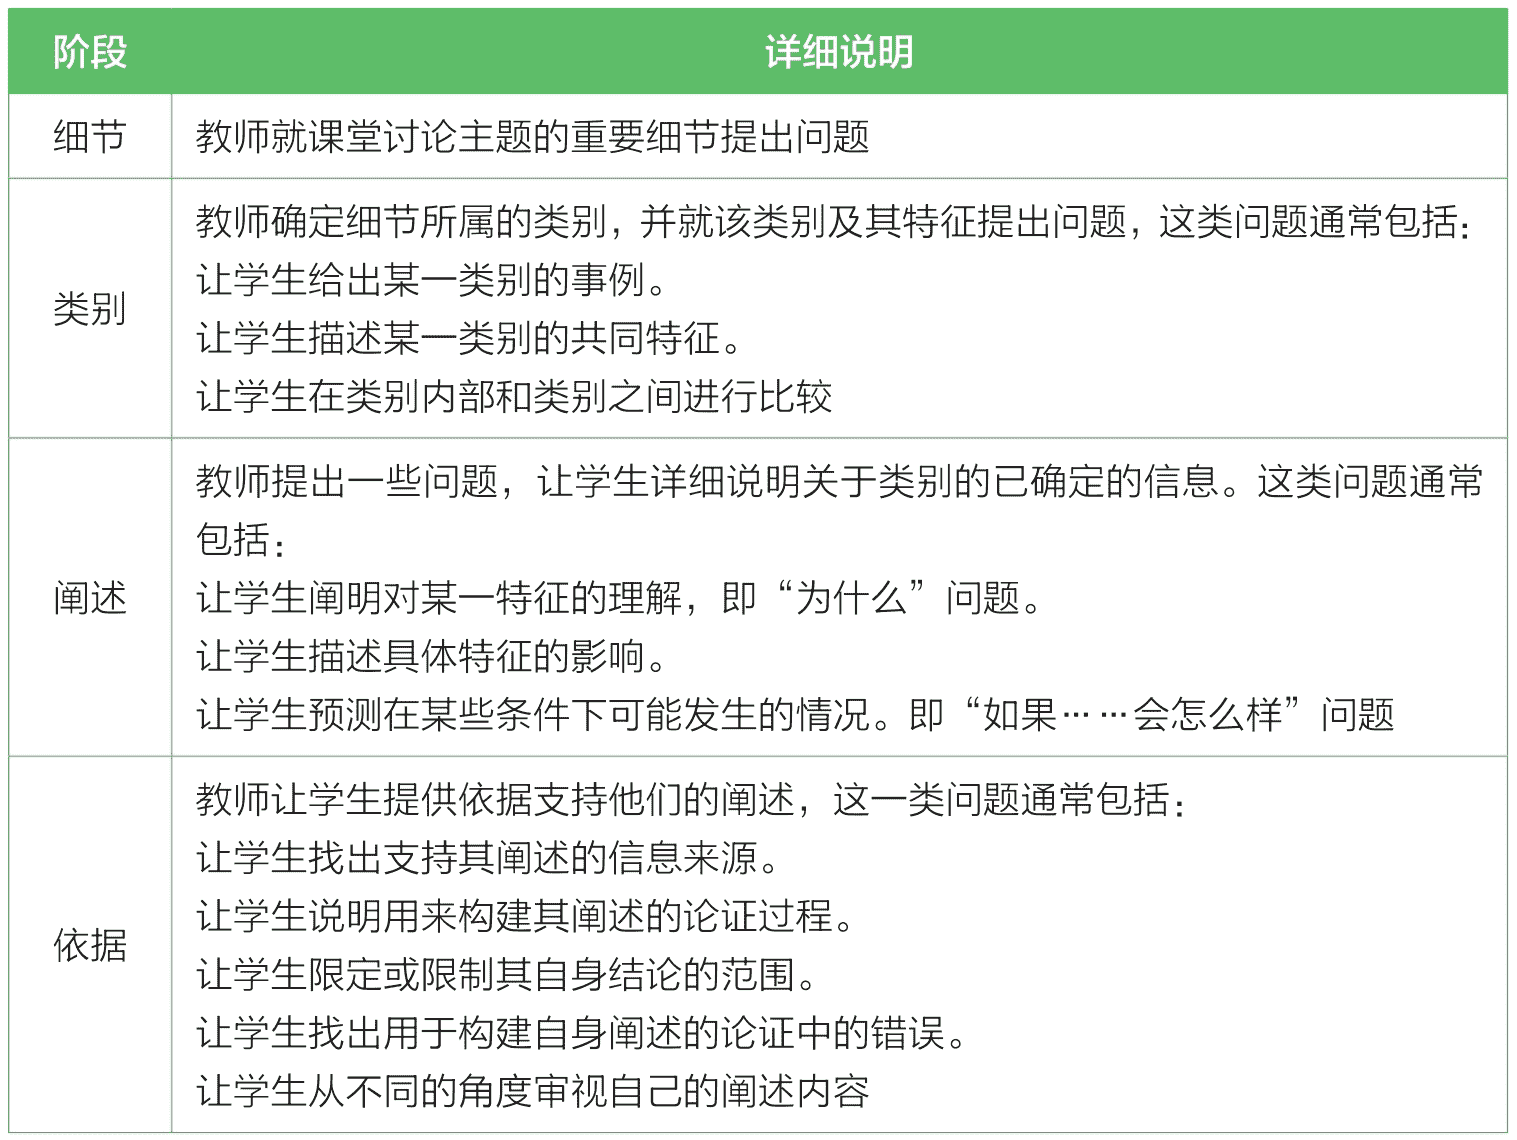 阶段 详细说明
细节 教师就课堂讨论主题的重要细节提出问题
类别
教师确定细节所属的类别，并就该类别及其特征提出问题，这类问题通常包括：
让学生给出某一类别的事例。
让学生描述某一类别的共同特征。
让学生在类别内部和类别之间进行比较
阐述
教师提出一些问题，让学生详细说明关于类别的已确定的信息。这类问题通常
包括：
让学生阐明对某一特征的理解，即“为什么”问题。
让学生描述具体特征的影响。
让学生预测在某些条件下可能发生的情况。即“如果……会怎么样”问题
依据
教师让学生提供依据支持他们的阐述，这一类问题通常包括：
让学生找出支持其阐述的信息来源。
让学生说明用来构建其阐述的论证过程。
让学生限定或限制其自身结论的范围。
让学生找出用于构建自身阐述的论证中的错误。
让学生从不同的角度审视自己的阐述内容